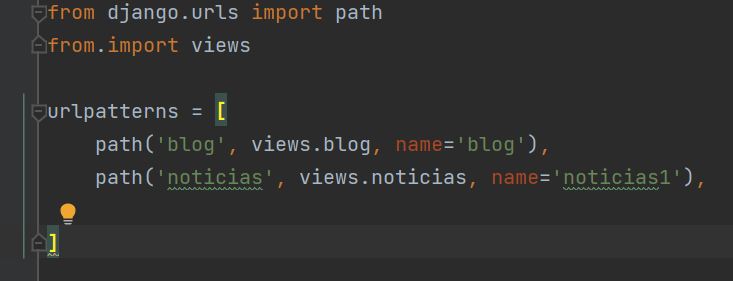 from django.urls import path
from.import views
urlpatterns = [
path('blog', views.blog, name='blog'),
path('noticias', views.noticias, name='noticias1'),
]